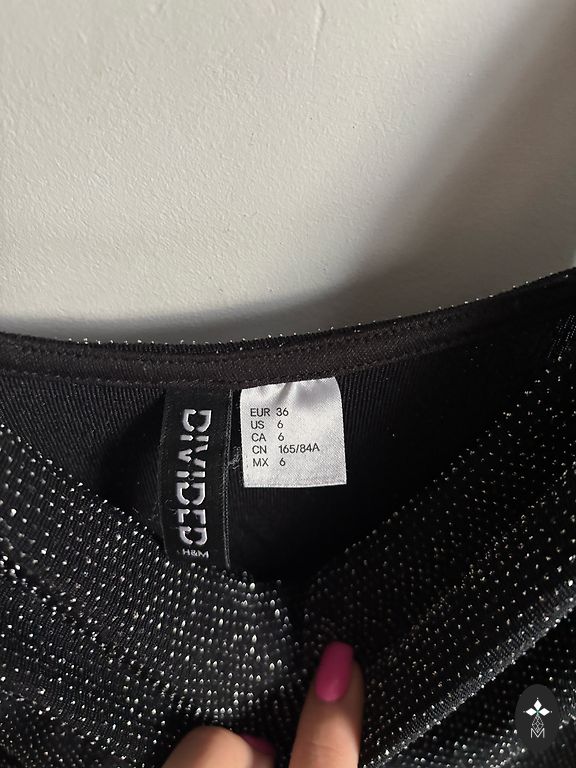 DIVIDED
H&M
EUR 36
US 6
CA 6
CN 165/84A
MX 6
M